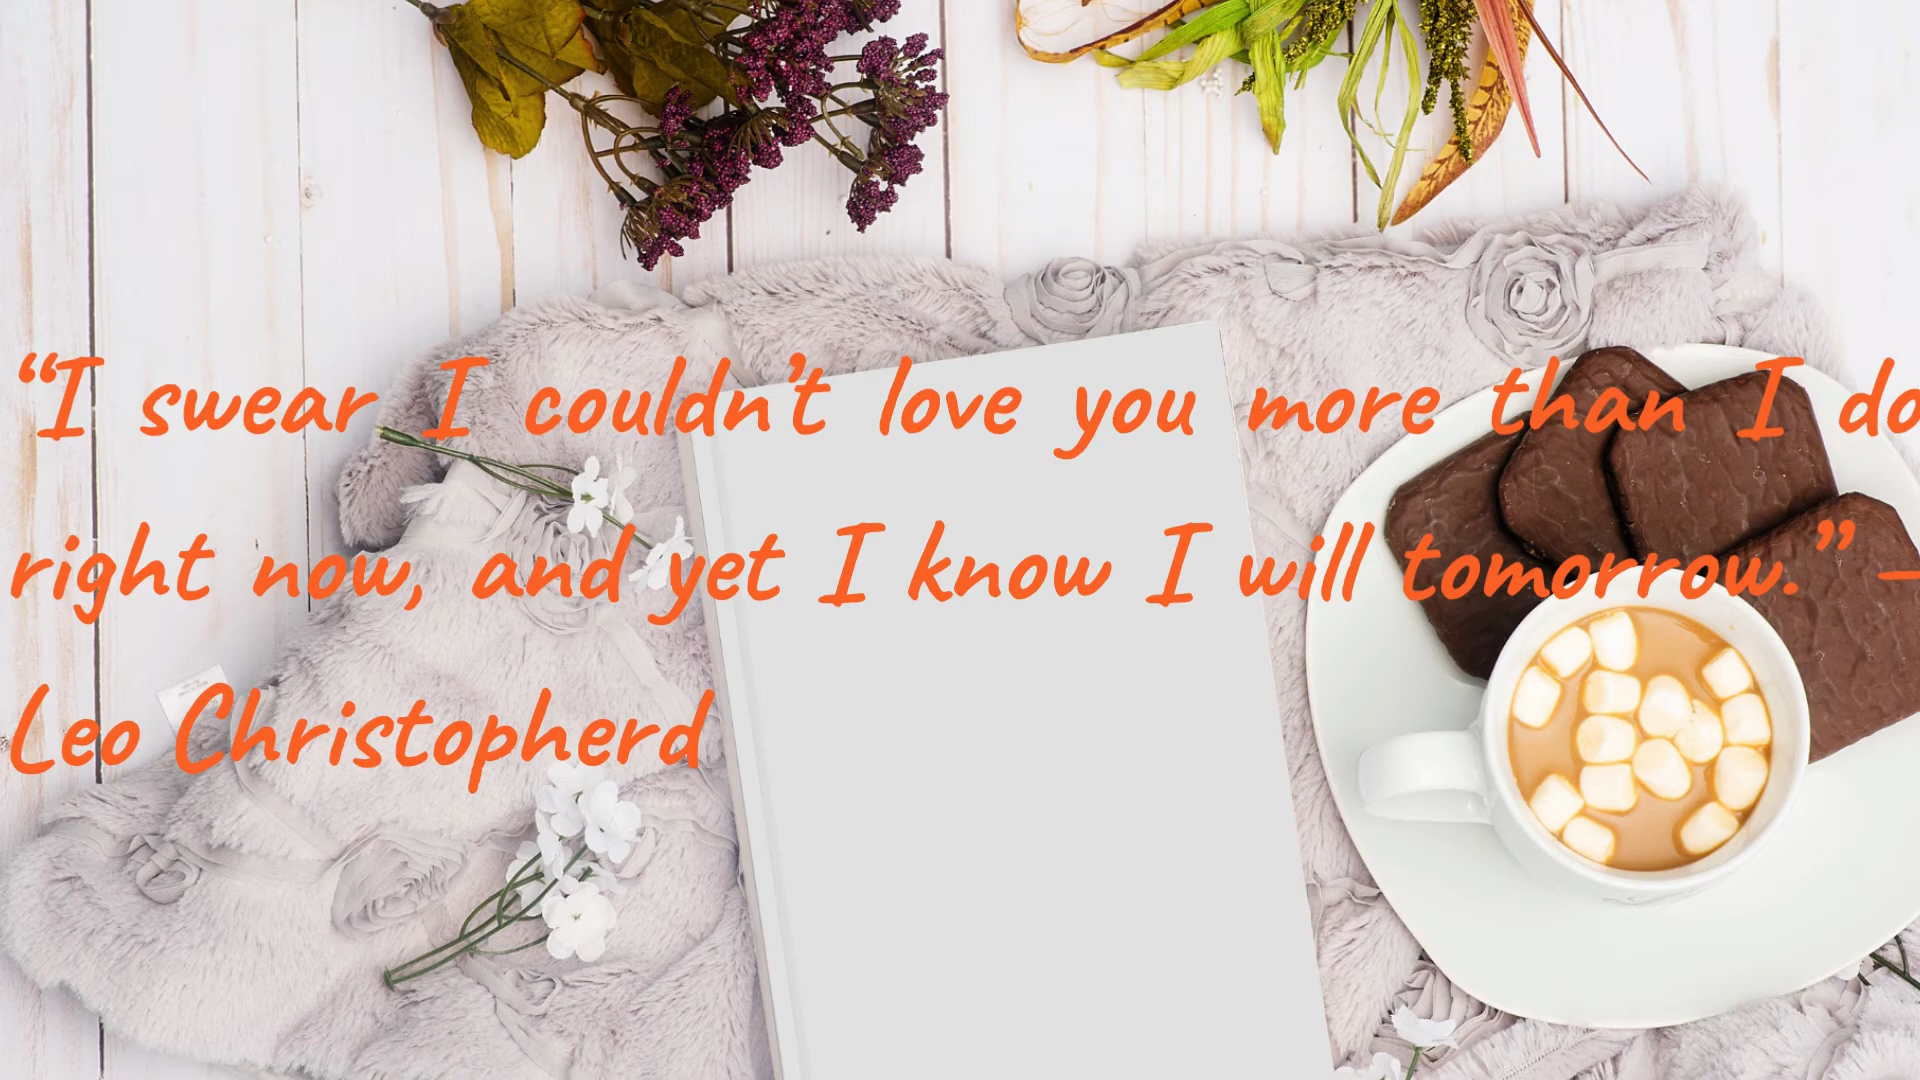 “I swear I couldn’t love you more than I do
right now, and yet I know I will tomorrow.” –
Leo Christopherd